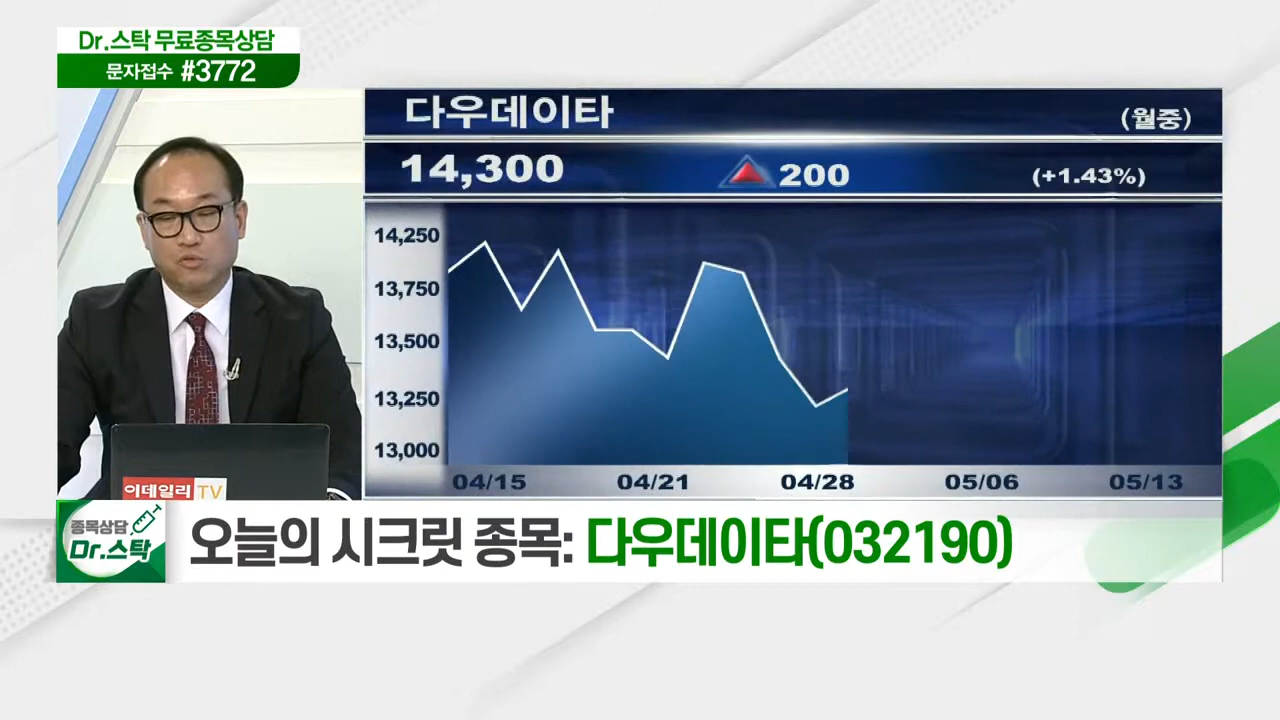 Dr.스탁 무료종목상담
문자접수 #3772
다우데이타
(월중)
14,300
200
(+1.43%)
14,250
13,750
13,500
13,250
13,000
04/15
04/21
04/28
05/06
05/13
이데일리 TV
종목상담
Dr.스탁
오늘의 시크릿 종목: 다우데이타(032190)